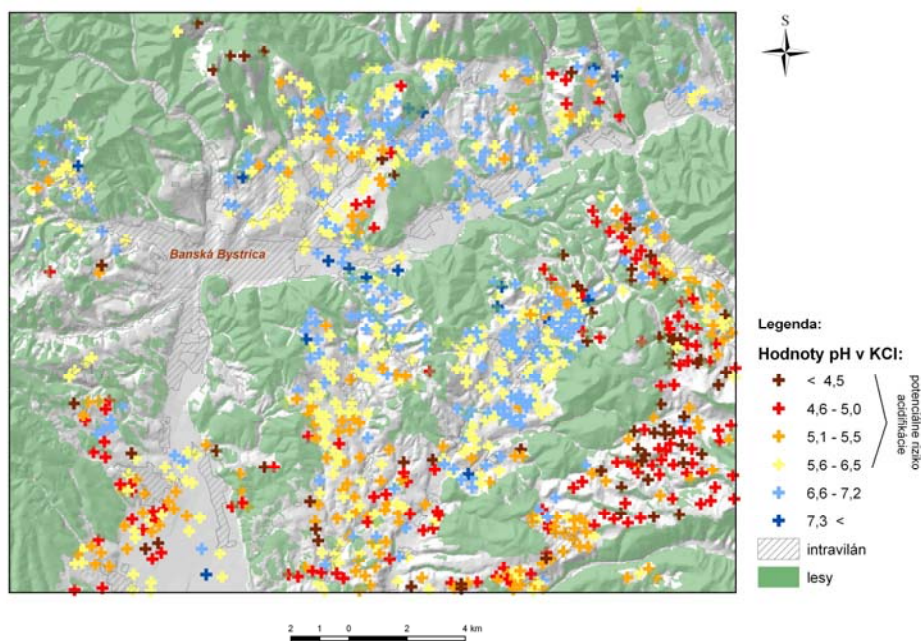 S
Banská Bystrica
Legenda:
Hodnoty pH v KCl:
< 4,5
4,6 - 5,0
5,1 - 5,5
5,6 - 6,5
6,6 - 7,2
7,3 <
potenciálne riziko
acidifikácie
intravilán
lesy
2 1 0 2 4 km